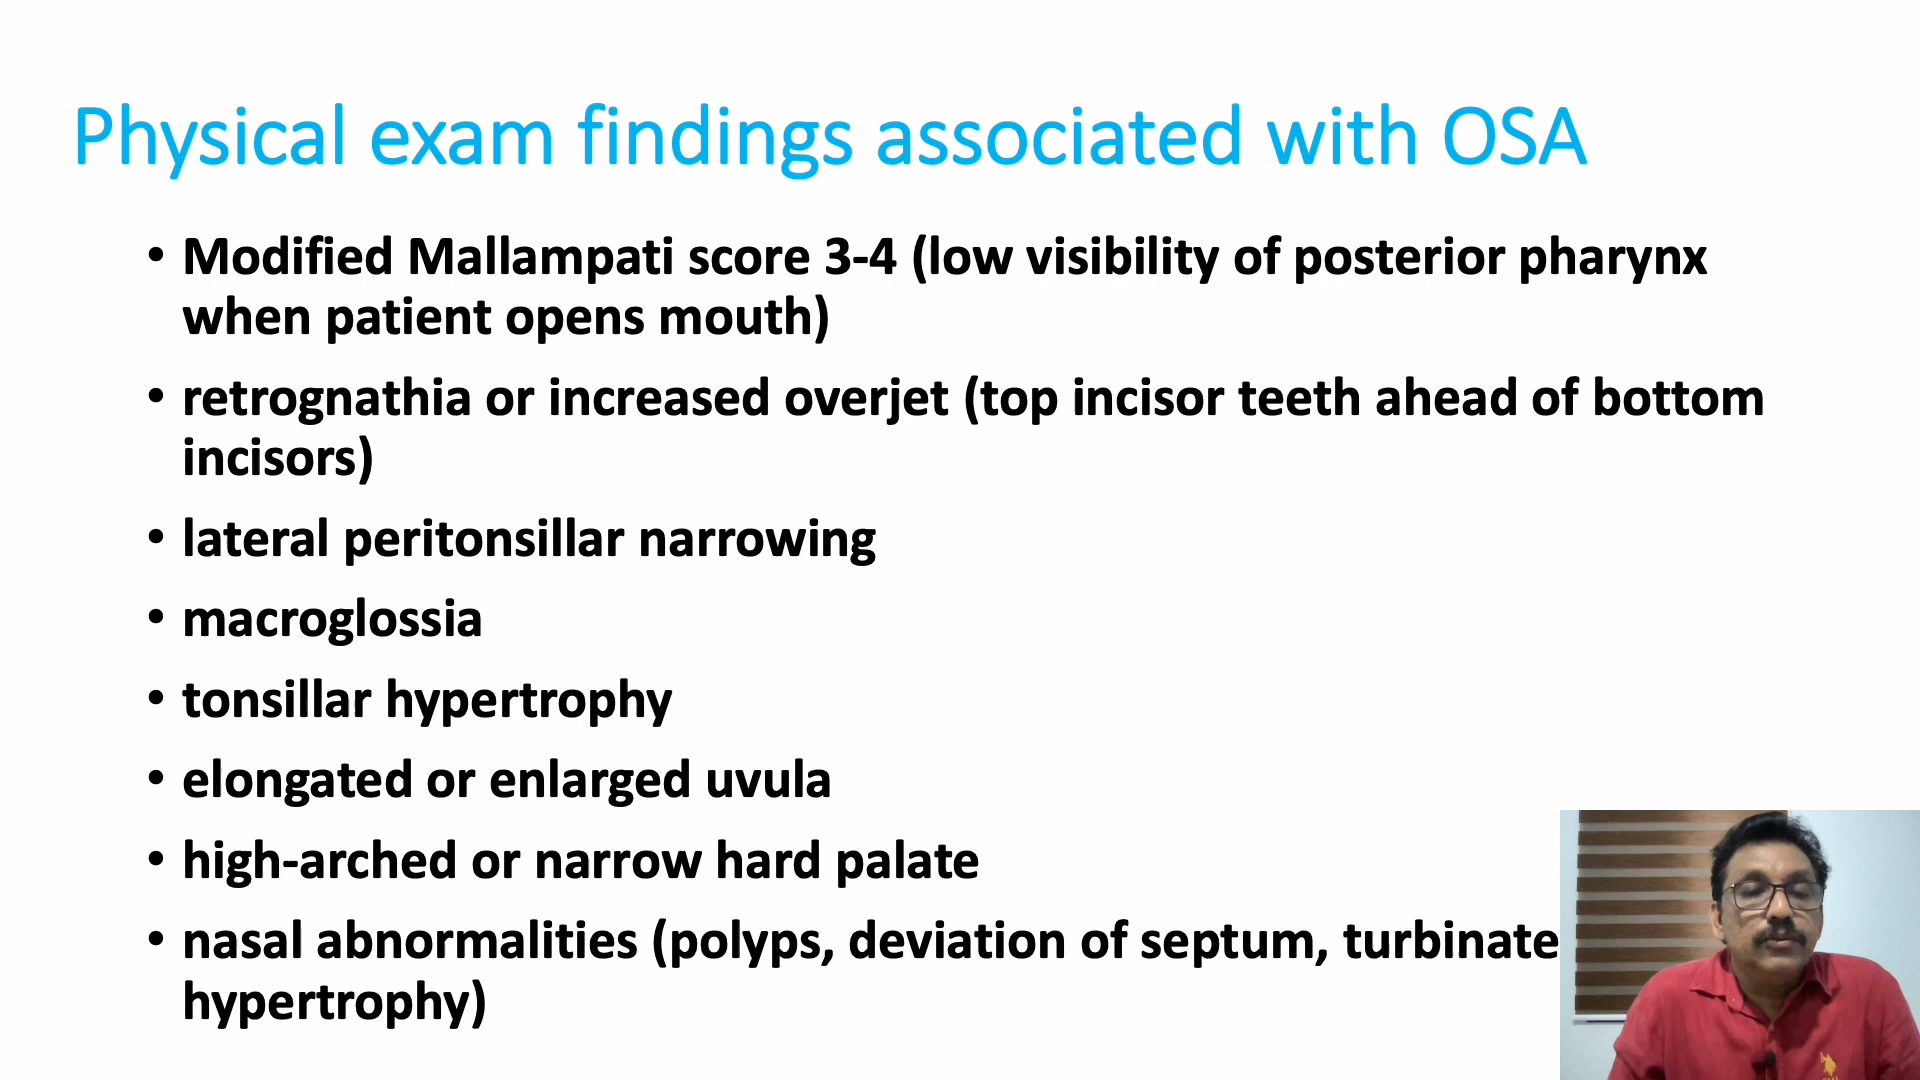 Physical exam findings associated with OSA
• Modified Mallampati score 3-4 (low visibility of posterior pharynx
when patient opens mouth)
• retrognathia or increased overjet (top incisor teeth ahead of bottom
incisors)
• lateral peritonsillar narrowing
• macroglossia
• tonsillar hypertrophy
• elongated or enlarged uvula
• high-arched or narrow hard palate
• nasal abnormalities (polyps, deviation of septum, turbinate
hypertrophy)